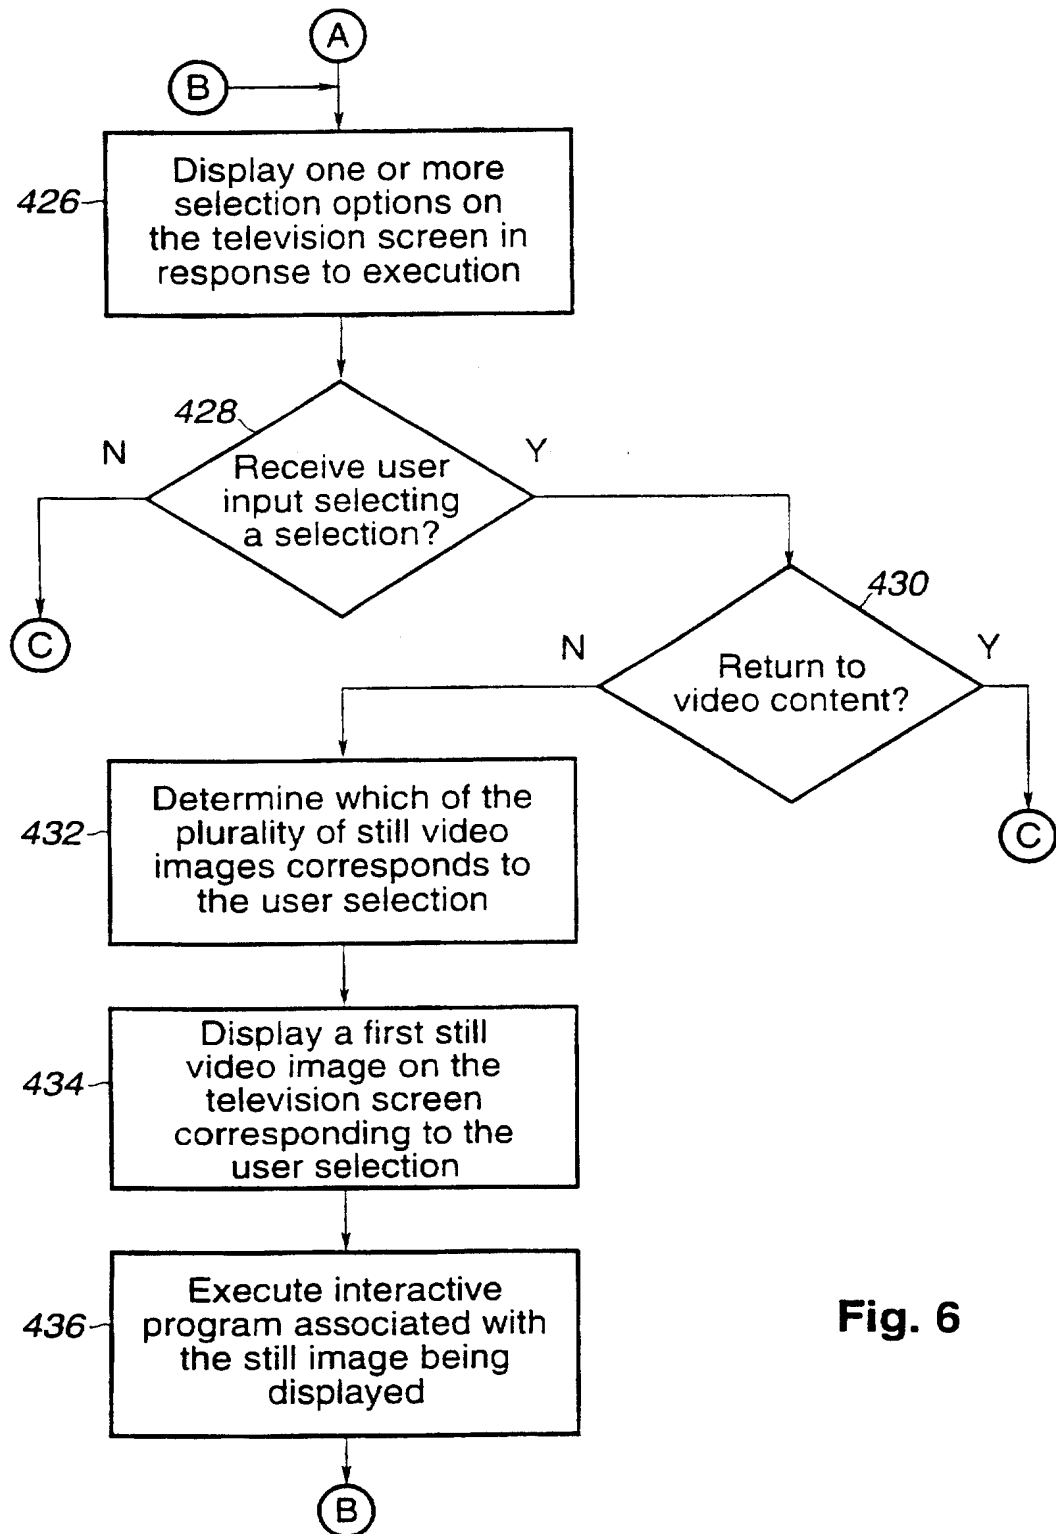 A
B
Display one or more
selection options on
the television screen in
response to execution
426
428
N
Y
Receive user
input selecting
a selection?
C
430
N
Y
Return to
video content?
C
Determine which of the
plurality of still video
images corresponds to
the user selection
432
Display a first still
video image on the
television screen
corresponding to the
user selection
434
Execute interactive
program associated with
the still image being
displayed
436
B
Fig. 6